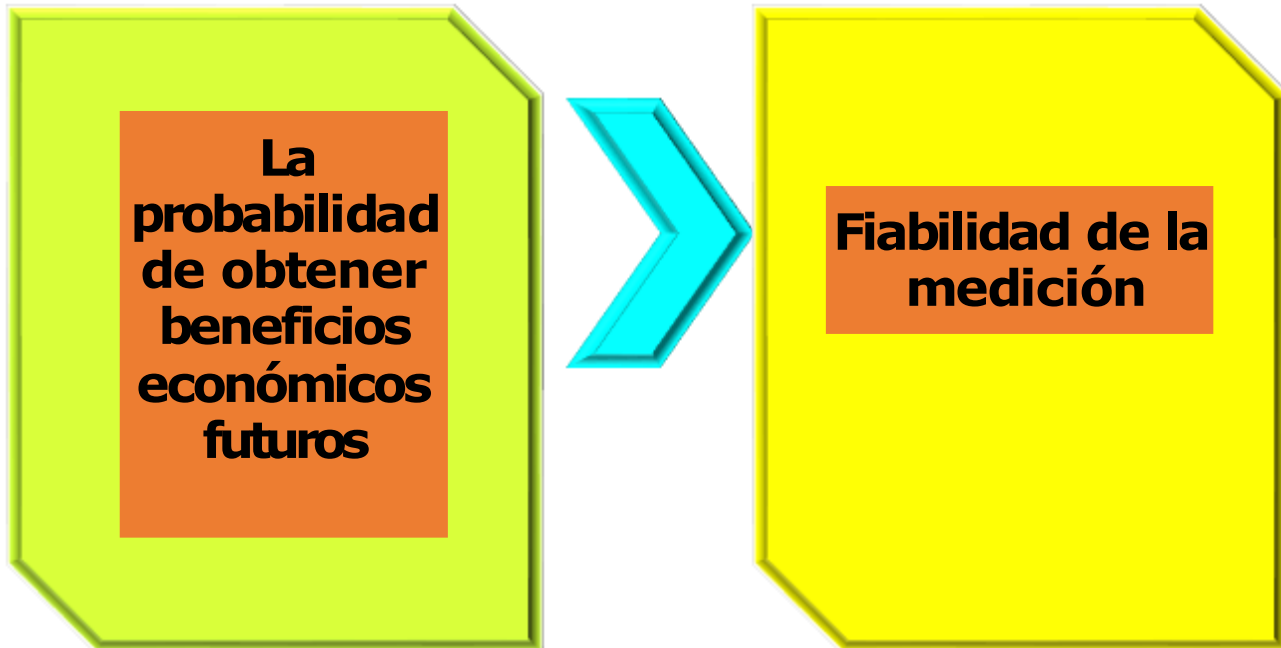 La
probabilidad
de obtener
beneficios
económicos
futuros
Fiabilidad de la
medición